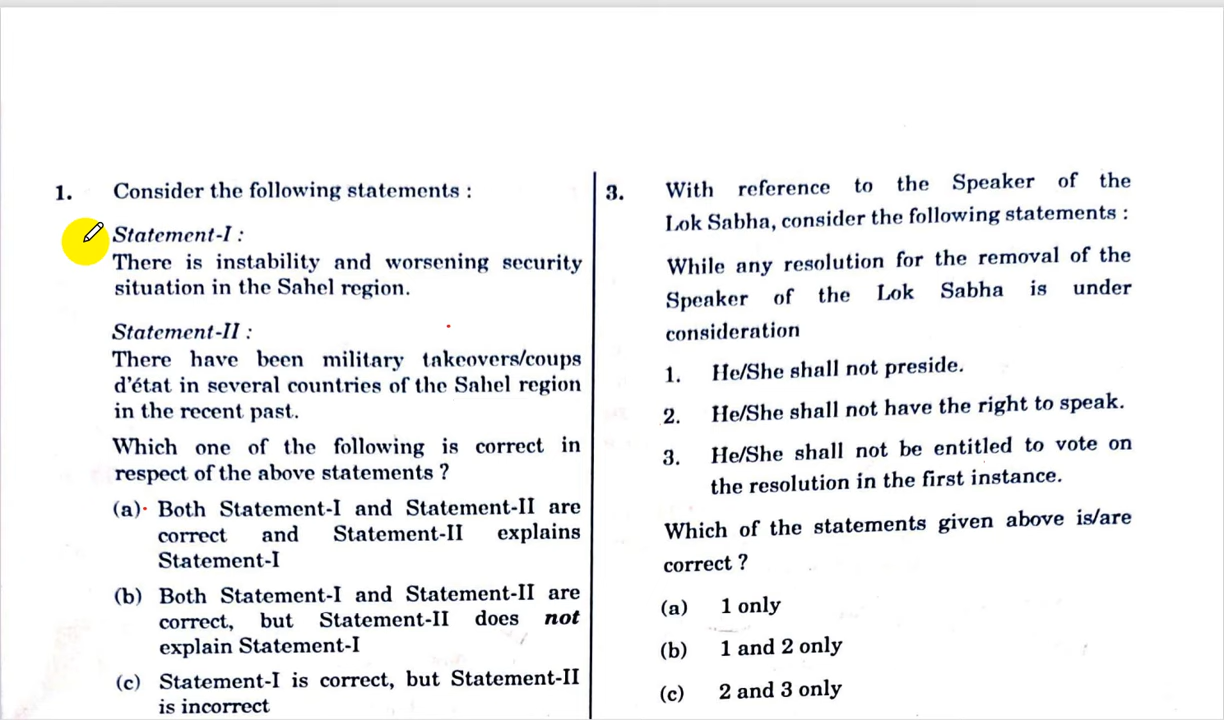 1. Consider the following statements :
Statement-I :
There is instability and worsening security
situation in the Sahel region.
Statement-II :
There have been military takeovers/coups
d'état in several countries of the Sahel region
in the recent past.
Which one of the following is correct in
respect of the above statements ?
(a) Both Statement-I and Statement-II are
correct and Statement-II explains
Statement-I
(b) Both Statement-I and Statement-II are
correct, but Statement-II does not
explain Statement-I
(c) Statement-I is correct, but Statement-II
is incorrect
3. With reference to the Speaker of the
Lok Sabha, consider the following statements :
While any resolution for the removal of the
Speaker of the Lok Sabha is under
consideration
1. He/She shall not preside.
2. He/She shall not have the right to speak.
3. He/She shall not be entitled to vote on
the resolution in the first instance.
Which of the statements given above is/are
correct ?
(a) 1 only
(b) 1 and 2 only
(c) 2 and 3 only